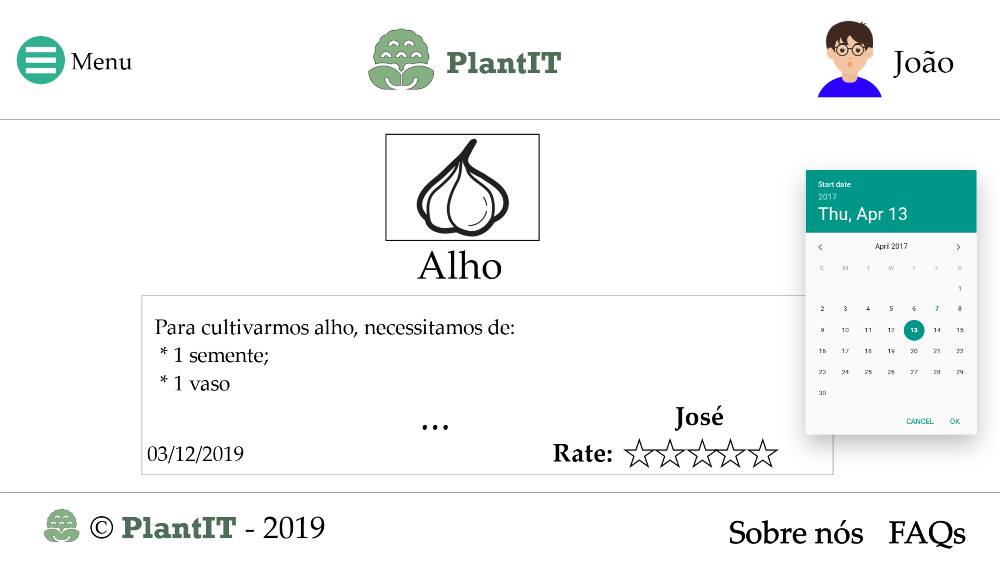 Menu
PlantIT
João
Alho
Para cultivarmos alho, necessitamos de:
* 1 semente;
* 1 vaso
...
José
03/12/2019
Rate:
Start date
2017
Thu, Apr 13
April 2017
S M T W T F S
1
2 3 4 5 6 7 8
9 10 11 12 13 14 15
16 17 18 19 20 21 22
23 24 25 26 27 28 29
30
CANCEL OK
© PlantIT - 2019
Sobre nós FAQs